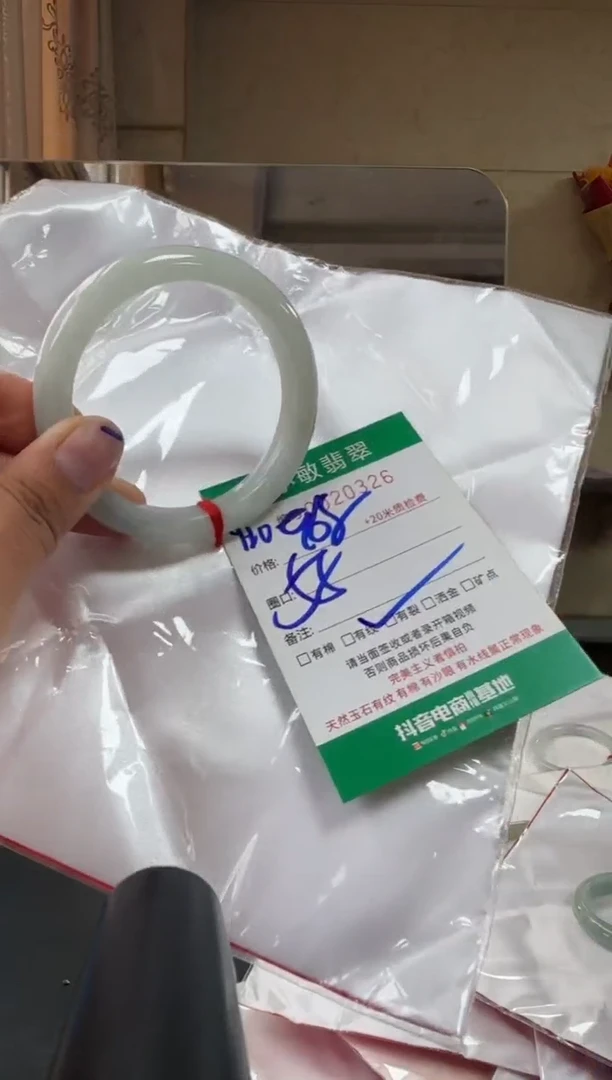 敏翡翠
20326
+20米质检费
价格:
圈口:
备注:
□有棉 □有纹 □有裂 □洒金 □矿点
请当面签收或者录开箱视频
否则商品损坏后果自负
完美主义者慎拍
天然玉石有纹有棉有沙眼有水线属正常现象
抖音电商 基地